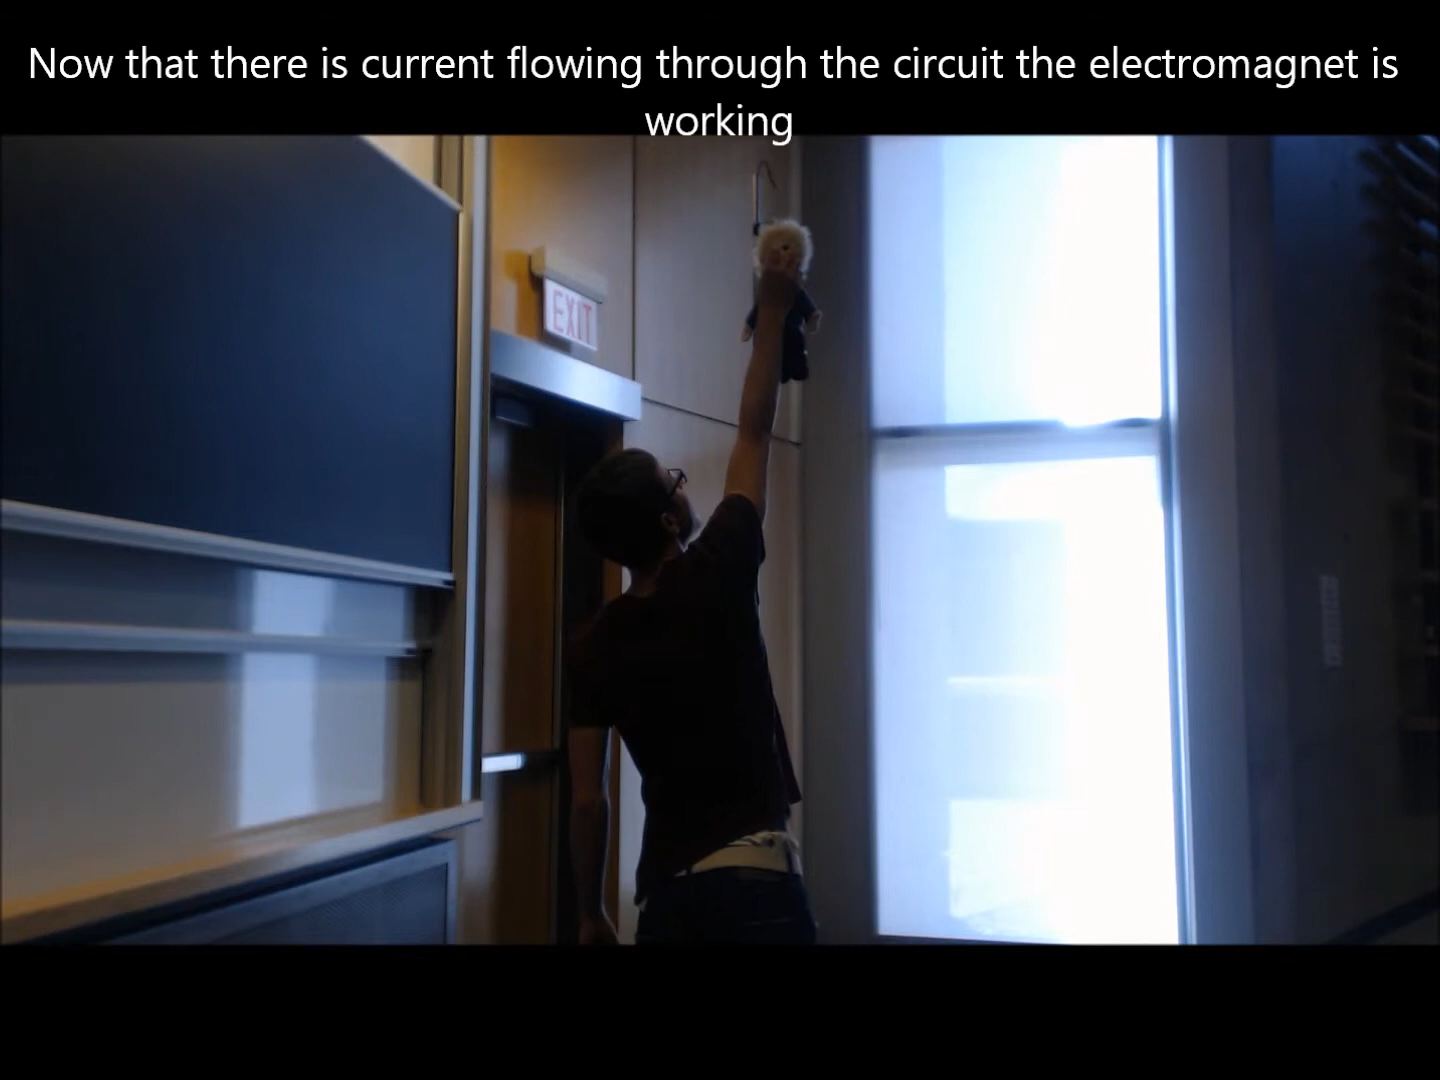 Now that there is current flowing through the circuit the electromagnet is
working
EXIT